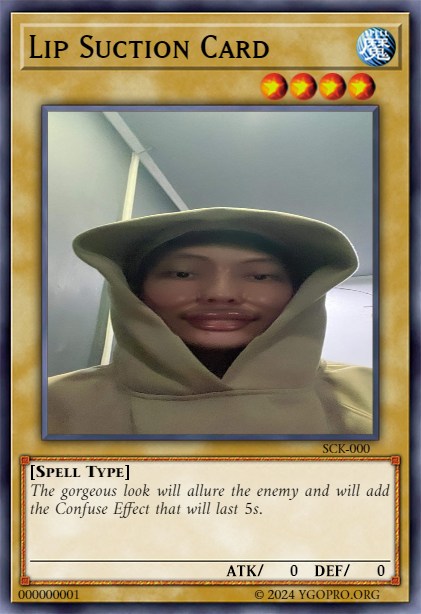 Lip Suction Card
魔
SCK-000
[Spell Type]
The gorgeous look will allure the enemy and will add
the Confuse Effect that will last 5s.
ATK/ 0 DEF/ 0
000000001
© 2024 YGOPRO.ORG